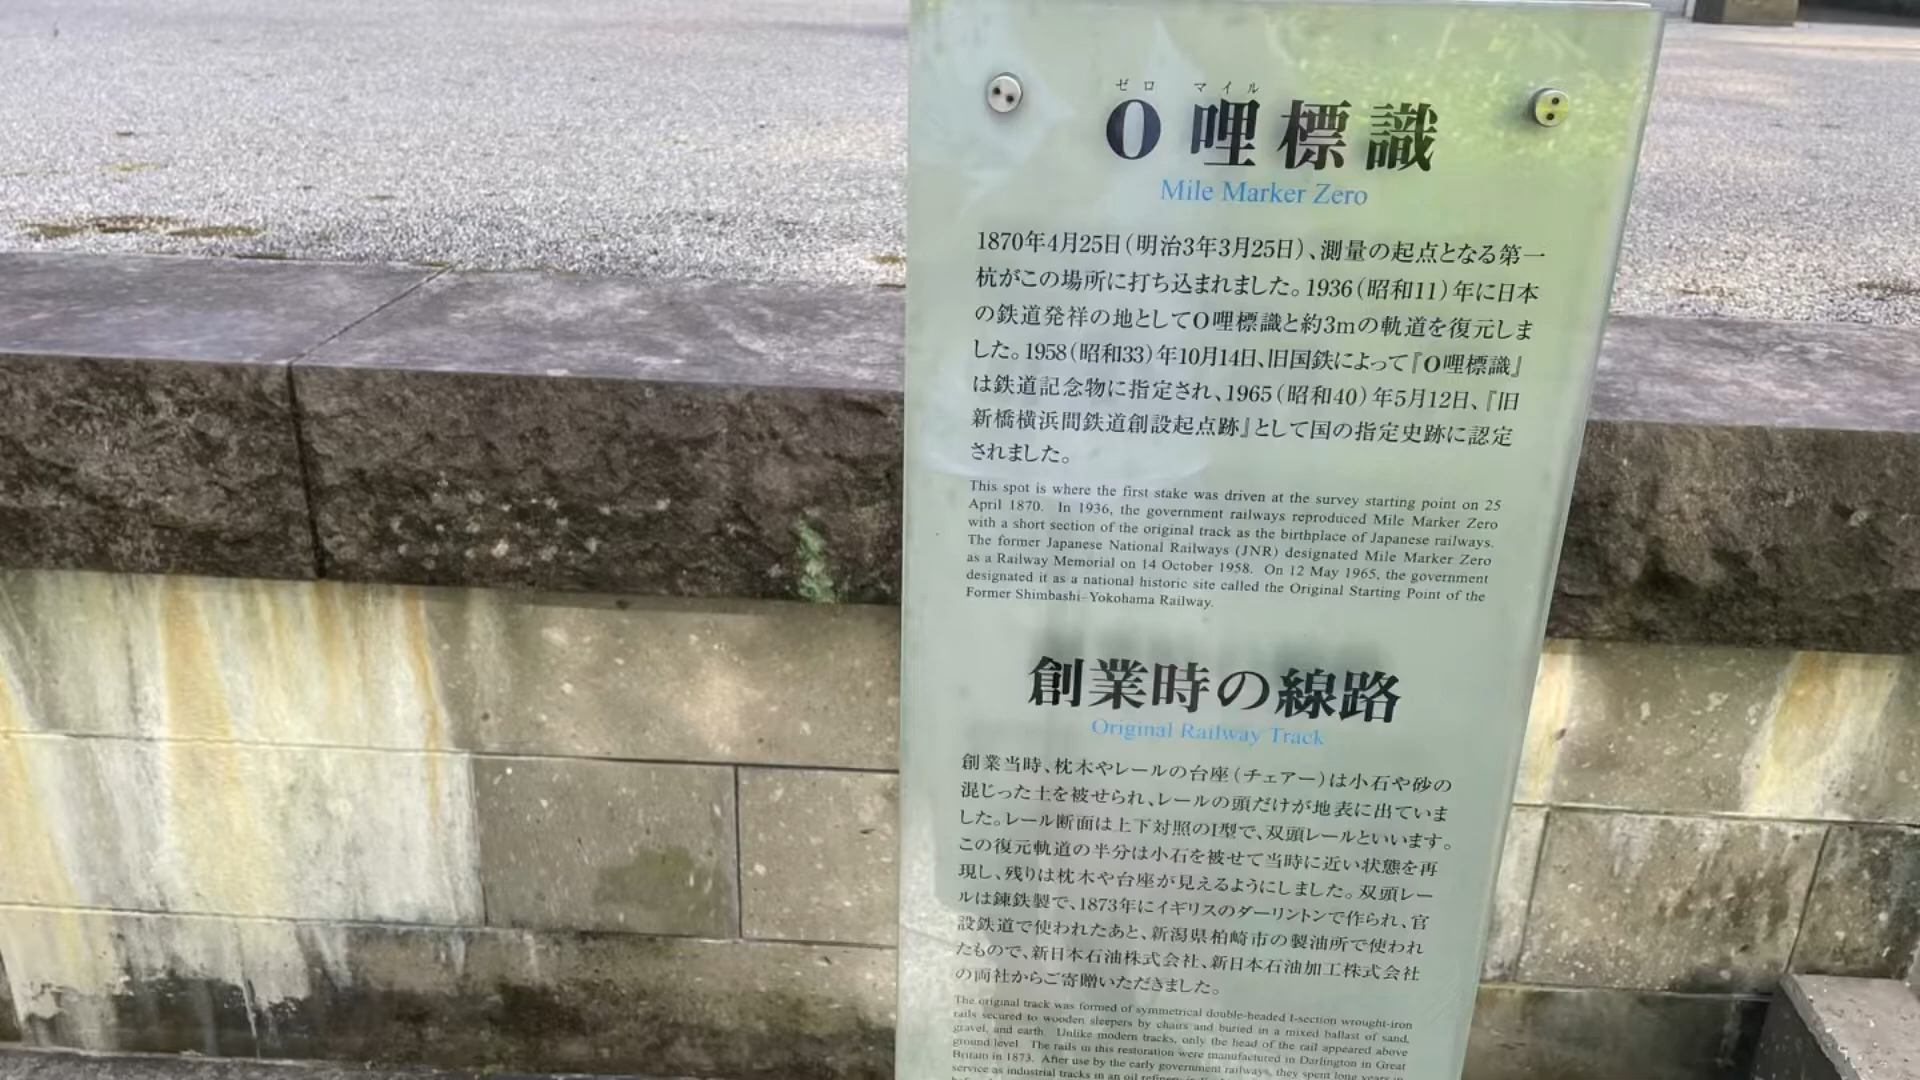 ゼロ マイル
0 哩標識
Mile Marker Zero
1870年4月25日(明治3年3月25日)、測量の起点となる第一
杭がこの場所に打ち込まれました。1936(昭和11)年に日本
の鉄道発祥の地として0哩標識と約3mの軌道を復元しま
した。1958(昭和33)年10月14日、旧国鉄によって『0哩標識』
は鉄道記念物に指定され、1965(昭和40)年5月12日、『旧
新橋横浜間鉄道創設起点跡』として国の指定史跡に認定
されました。
This spot is where the first stake was driven at the survey starting point on 25
April 1870. In 1936, the government railways reproduced Mile Marker Zero
with a short section of the original track as the birthplace of Japanese railways.
The former Japanese National Railways (JNR) designated Mile Marker Zero
as a Railway Memorial on 14 October 1958. On 12 May 1965, the government
designated it as a national historic site called the Original Starting Point of the
Former Shimbashi–Yokohama Railway.
創業時の線路
Original Railway Track
創業当時、枕木やレールの台座(チェアー)は小石や砂の
混じった土を被せられ、レールの頭だけが地表に出ていま
した。レール断面は上下対照のI型で、双頭レールといいます。
この復元軌道の半分は小石を被せて当時に近い状態を再
現し、残りは枕木や台座が見えるようにしました。双頭レー
ルは錬鉄製で、1873年にイギリスのダーリントンで作られ、官
設鉄道で使われたあと、新潟県柏崎市の製油所で使われ
たもので、新日本石油株式会社、新日本石油加工株式会社
の両社からご寄贈いただきました。
The original track was formed of symmetrical double-headed I-section wrought-iron
rails secured to wooden sleepers by chairs and buried in a mixed ballast of sand,
gravel, and earth. Unlike modern tracks, only the head of the rail appeared above
ground level. The rails in this restoration were manufactured in Darlington in Great
Britain in 1873. After use by the early government railways, they spent long years in
service as industrial tracks in an oil refinery